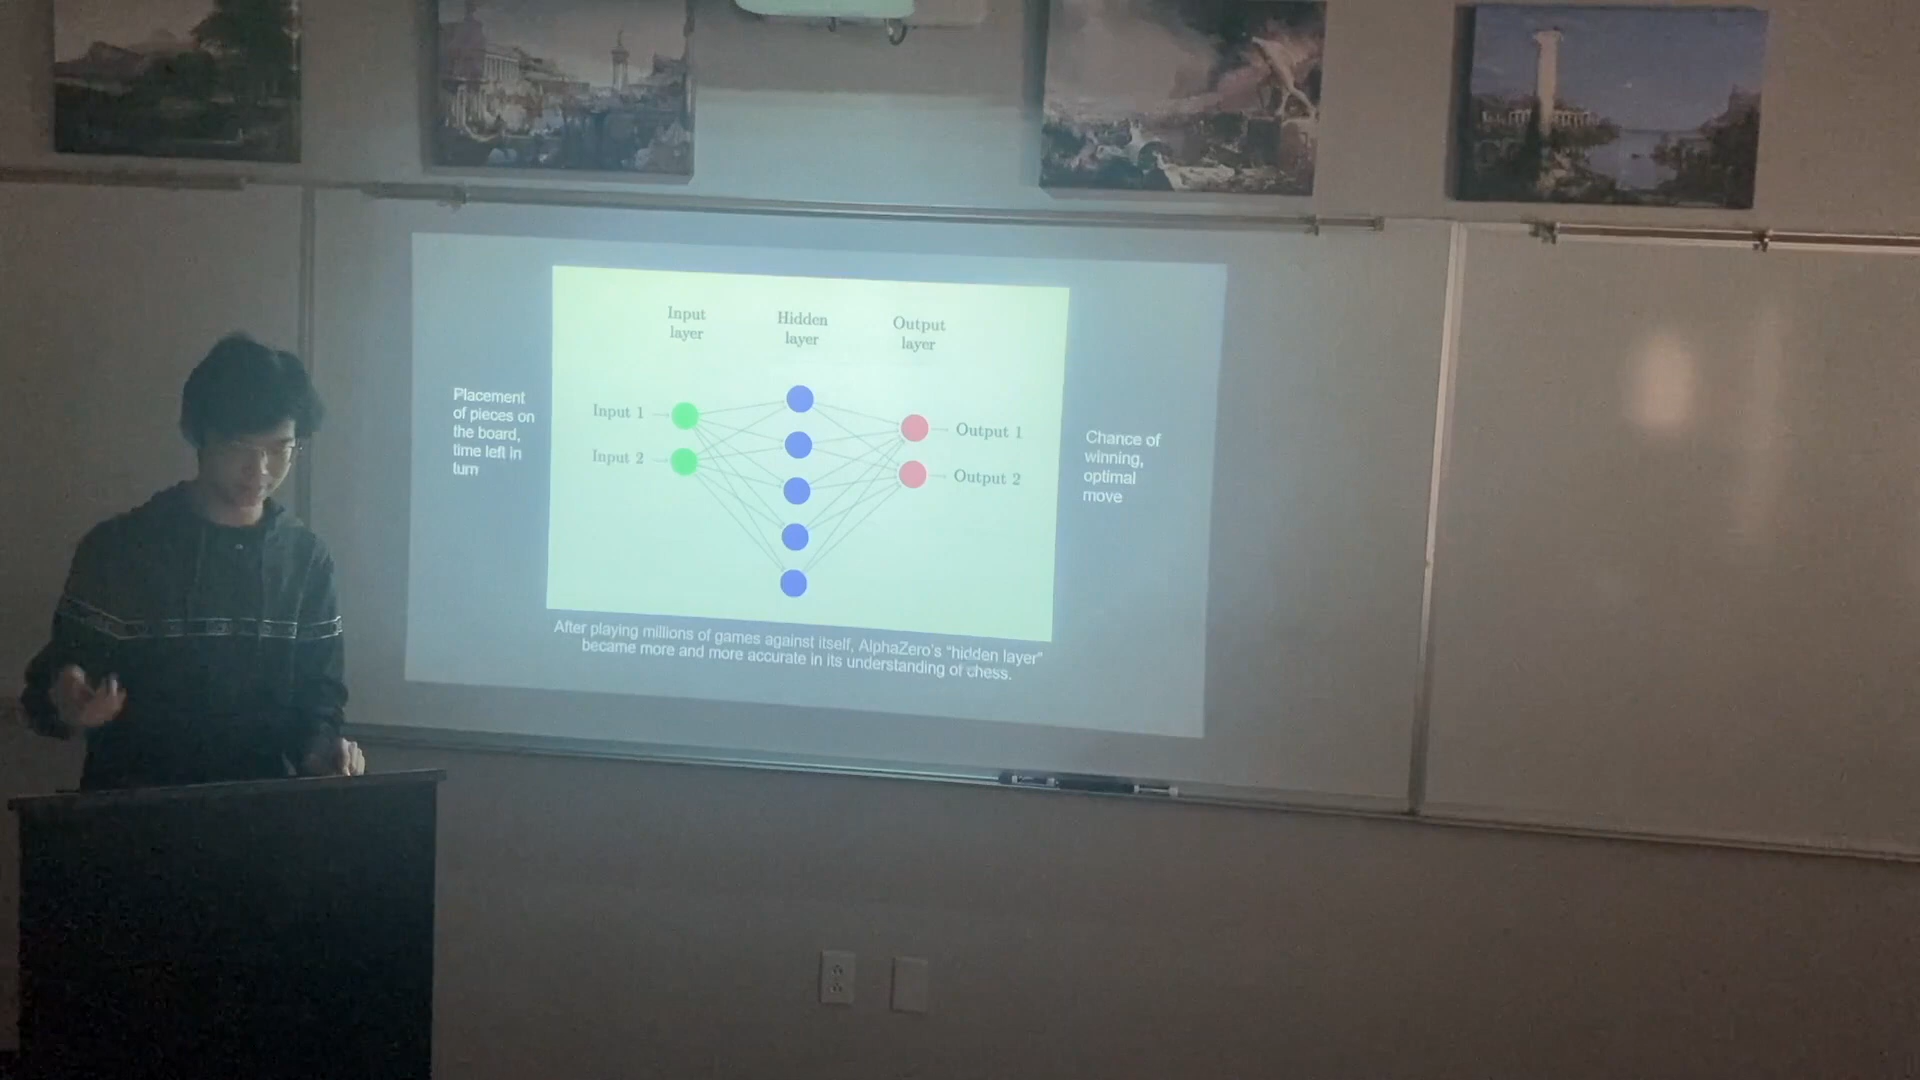 Input
layer
Hidden
layer
Output
layer
Placement
of pieces on
the board,
time left in
turn
Input 1
Input 2
Output 1
Output 2
Chance of
winning,
optimal
move
After playing millions of games against itself, AlphaZero's "hidden layer"
became more and more accurate in its understanding of chess.